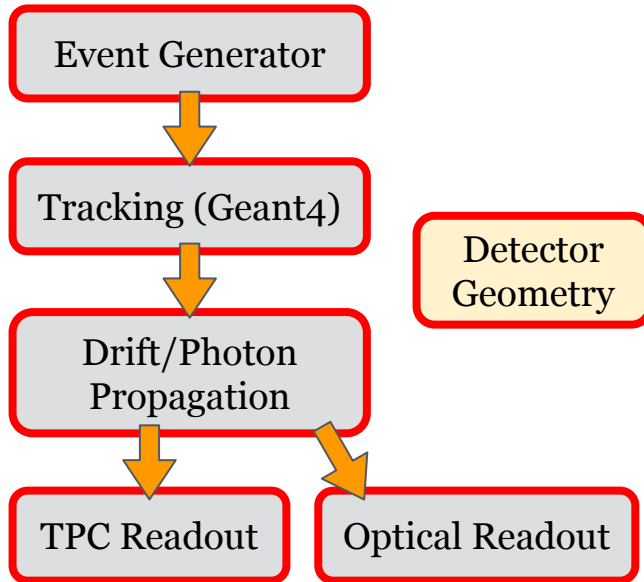 Event Generator
Tracking (Geant4)
Detector
Geometry
Drift/Photon
Propagation
TPC Readout
Optical Readout